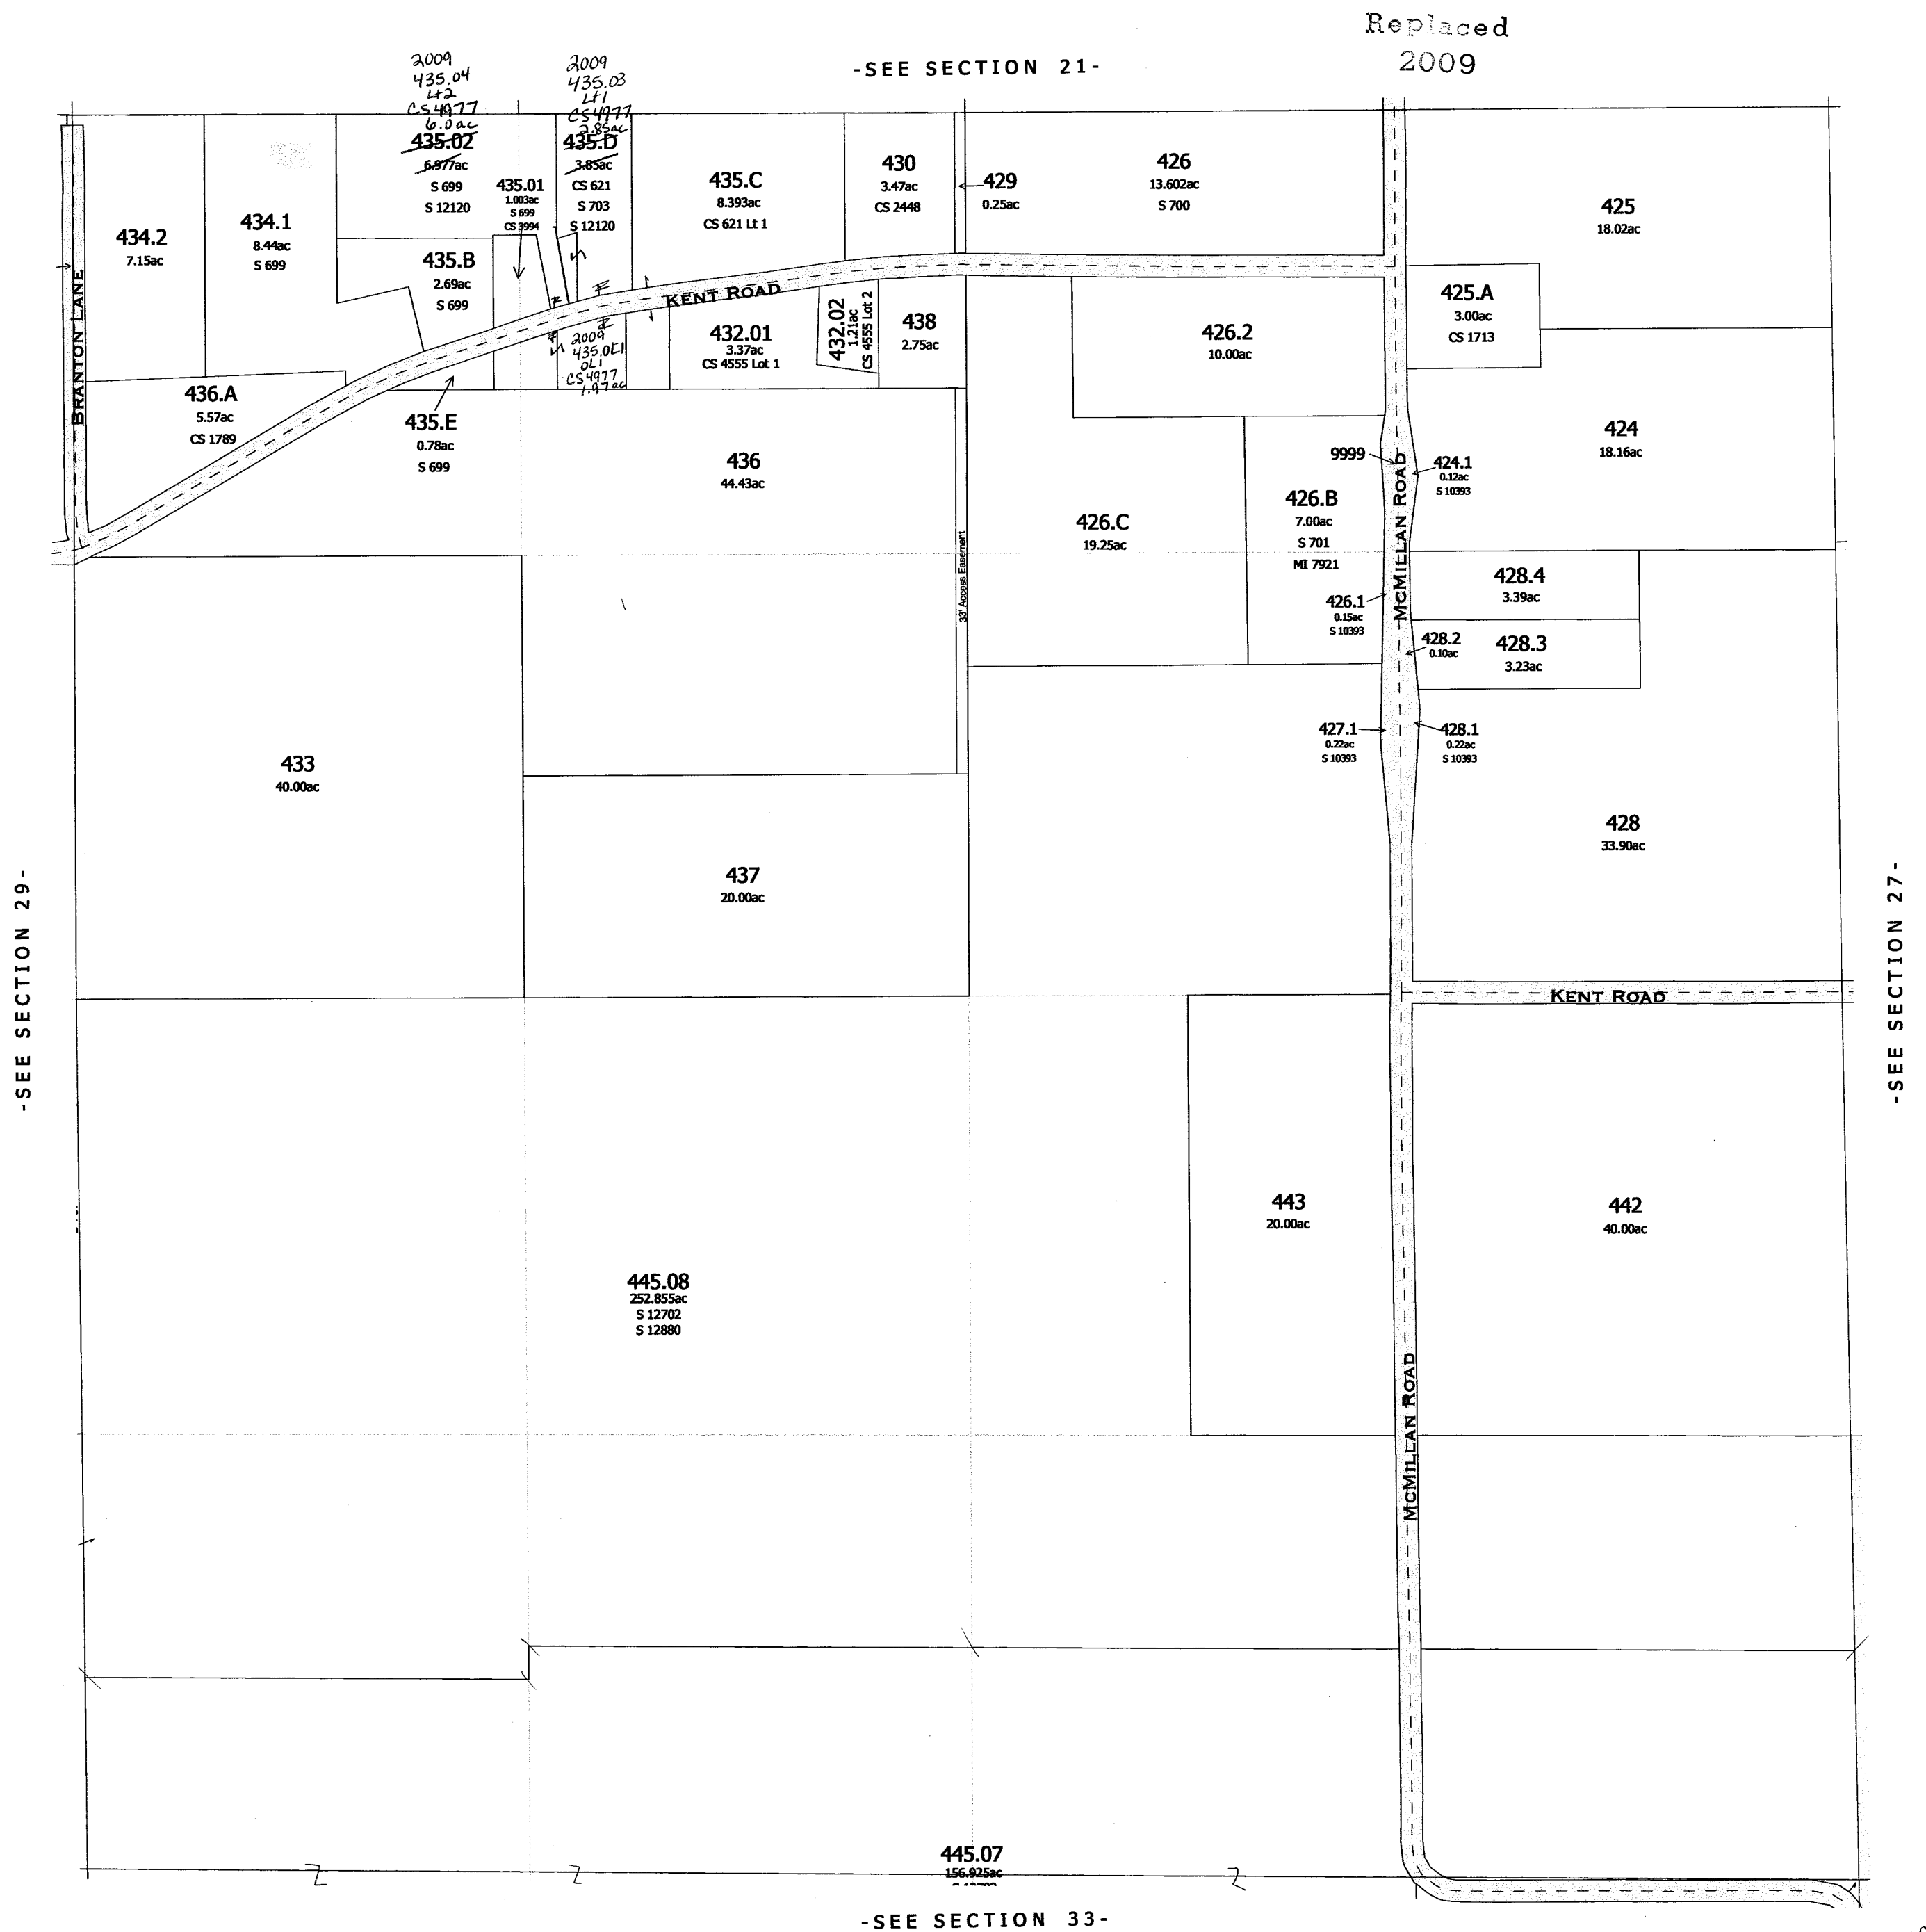 Replaced
2009
-SEE SECTION 21-
2009
435.04
Lt2
CS4977
6.0ac
435.02
6.977ac
S 699
S 12120
2009
435.03
Lt1
CS4977
2.85ac
435.D
3.85ac
CS 621
S 703
S 12120
435.01
1.003ac
S 699
CS 3994
435.C
8.393ac
CS 621 Lt 1
430
3.47ac
CS 2448
429
0.25ac
426
13.602ac
S 700
425
18.02ac
434.2
7.15ac
434.1
8.44ac
S 699
435.B
2.69ac
S 699
BRANTON LANE
KENT ROAD
436.A
5.57ac
CS 1789
435.E
0.78ac
S 699
2009
435.0L1
OL1
CS4977
1.97ac
432.01
3.37ac
CS 4555 Lot 1
432.02
1.21ac
CS 4555 Lot 2
438
2.75ac
426.2
10.00ac
425.A
3.00ac
CS 1713
436
44.43ac
33' Access Easement
426.C
19.25ac
426.B
7.00ac
S 701
MI 7921
9999
MCMILLAN ROAD
424.1
0.12ac
S 10393
424
18.16ac
426.1
0.15ac
S 10393
428.4
3.39ac
428.2
0.10ac
428.3
3.23ac
427.1
0.22ac
S 10393
428.1
0.22ac
S 10393
433
40.00ac
437
20.00ac
428
33.90ac
-SEE SECTION 29-
-SEE SECTION 27-
KENT ROAD
443
20.00ac
442
40.00ac
445.08
252.855ac
S 12702
S 12880
MCMILLAN ROAD
445.07
156.925ac
-SEE SECTION 33-